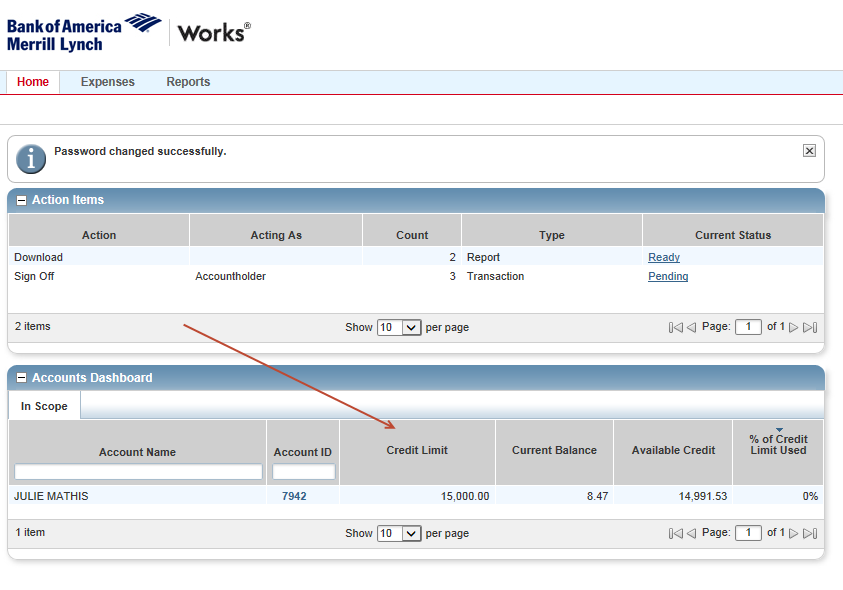 Bank of America
Merrill Lynch
Works®
Home Expenses Reports
i Password changed successfully.
Action Items
Action Acting As Count Type Current Status
Download 2 Report Ready
Sign Off Accountholder 3 Transaction Pending
2 items Show 10 per page Page: 1 of 1
Accounts Dashboard
In Scope
Account Name Account ID Credit Limit Current Balance Available Credit % of Credit
Limit Used
JULIE MATHIS 7942 15,000.00 8.47 14,991.53 0%
1 item Show 10 per page Page: 1 of 1